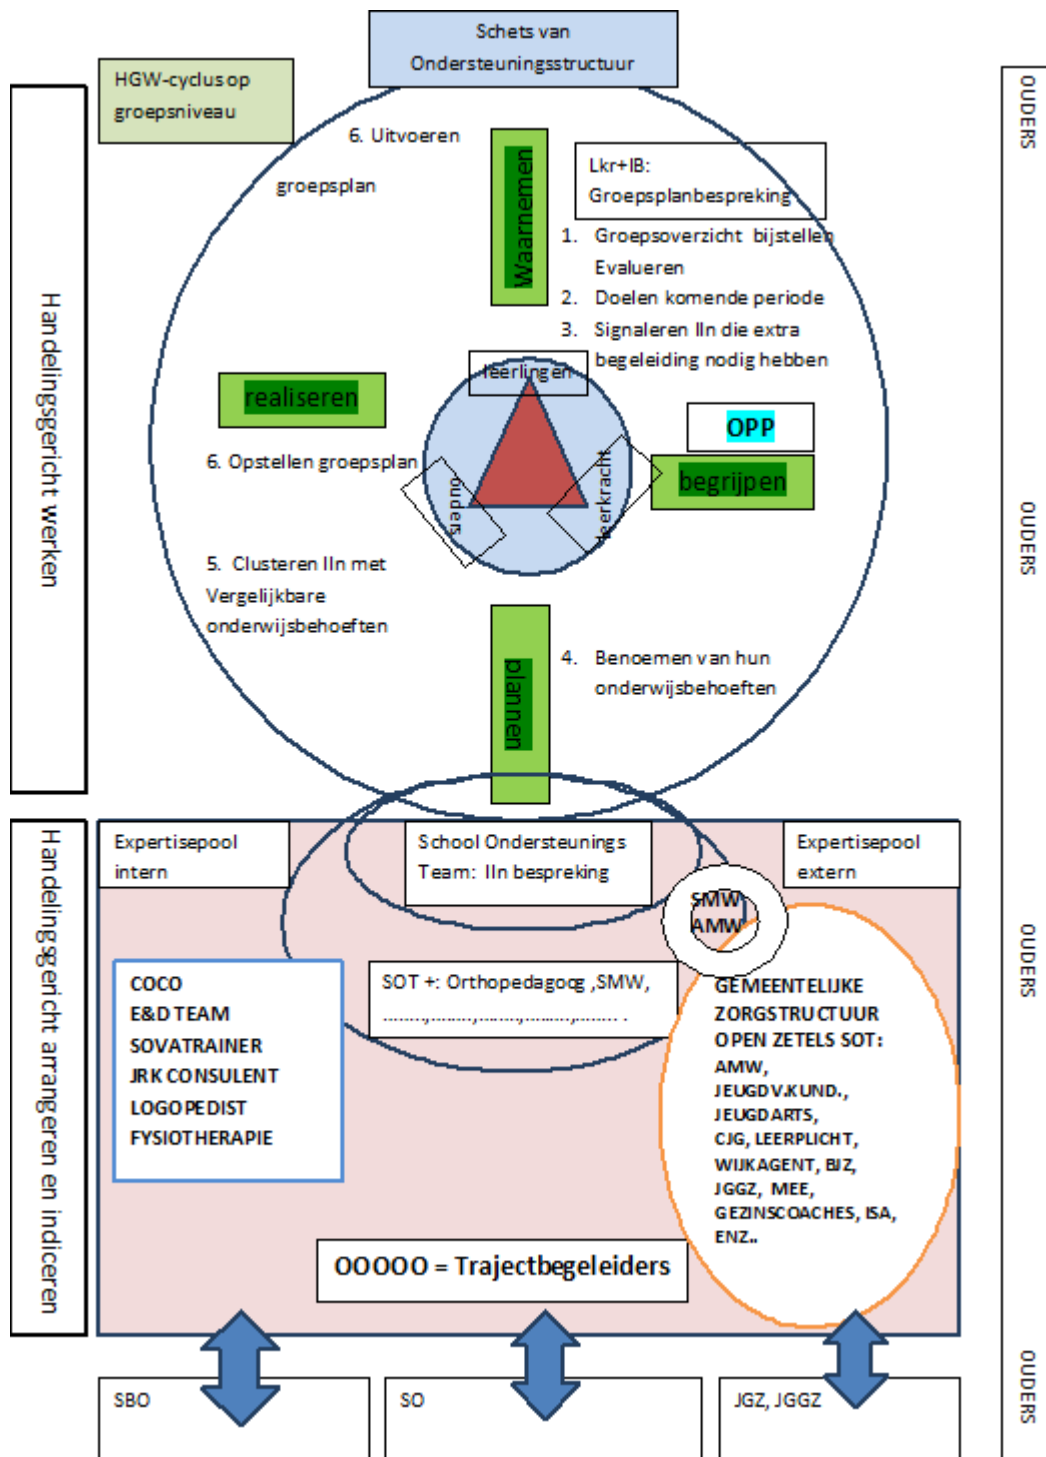 Schets van
Ondersteuningsstructuur
HGW-cyclus op
groepsniveau
OUDERS
6. Uitvoeren
groepsplan
Waarnemen
Lkr+IB:
Groepsplanbespreking
1. Groepsoverzicht bijstellen
Evalueren
2. Doelen komende periode
3. Signaleren lln die extra
begeleiding nodig hebben
Handelingsgericht werken
leerlingen
realiseren
OPP
begrijpen
6. Opstellen groepsplan
ouders
leerkracht
OUDERS
5. Clusteren lln met
Vergelijkbare
onderwijsbehoeften
plannen
4. Benoemen van hun
onderwijsbehoeften
Handelingsgericht arrangeren en indiceren
Expertisepool
intern
School Ondersteunings
Team: lln bespreking
Expertisepool
extern
SMW
AMW
OUDERS
COCO
E&D TEAM
SOVATRAINER
JRK CONSULENT
LOGOPEDIST
FYSIOTHERAPIE
SOT +: Orthopedagoog ,SMW,
………,………,………,………,……… .
GEMEENTELIJKE
ZORGSTRUCTUUR
OPEN ZETELS SOT:
AMW,
JEUGDV.KUND.,
JEUGDARTS,
CJG, LEERPLICHT,
WIJKAGENT, BJZ,
JGGZ, MEE,
GEZINSCOACHES, ISA,
ENZ..
OOOOO = Trajectbegeleiders
SBO
SO
JGZ, JGGZ
OUDERS